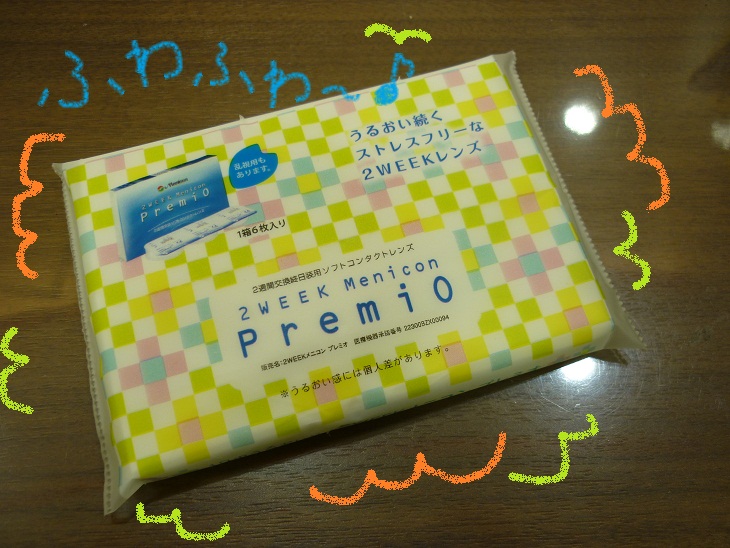 ふわふわ~♪
うるおい続く
ストレスフリーな
2WEEKレンズ
乱視用も
あります。
Menicon
2WEEK Menicon
Premio
1箱6枚入り
2週間交換終日装用ソフトコンタクトレンズ
2WEEK Menicon
PremiO
販売名:2WEEKメニコン プレミオ 医療機器承認番号 22000BZX00094
※うるおい感には個人差があります。